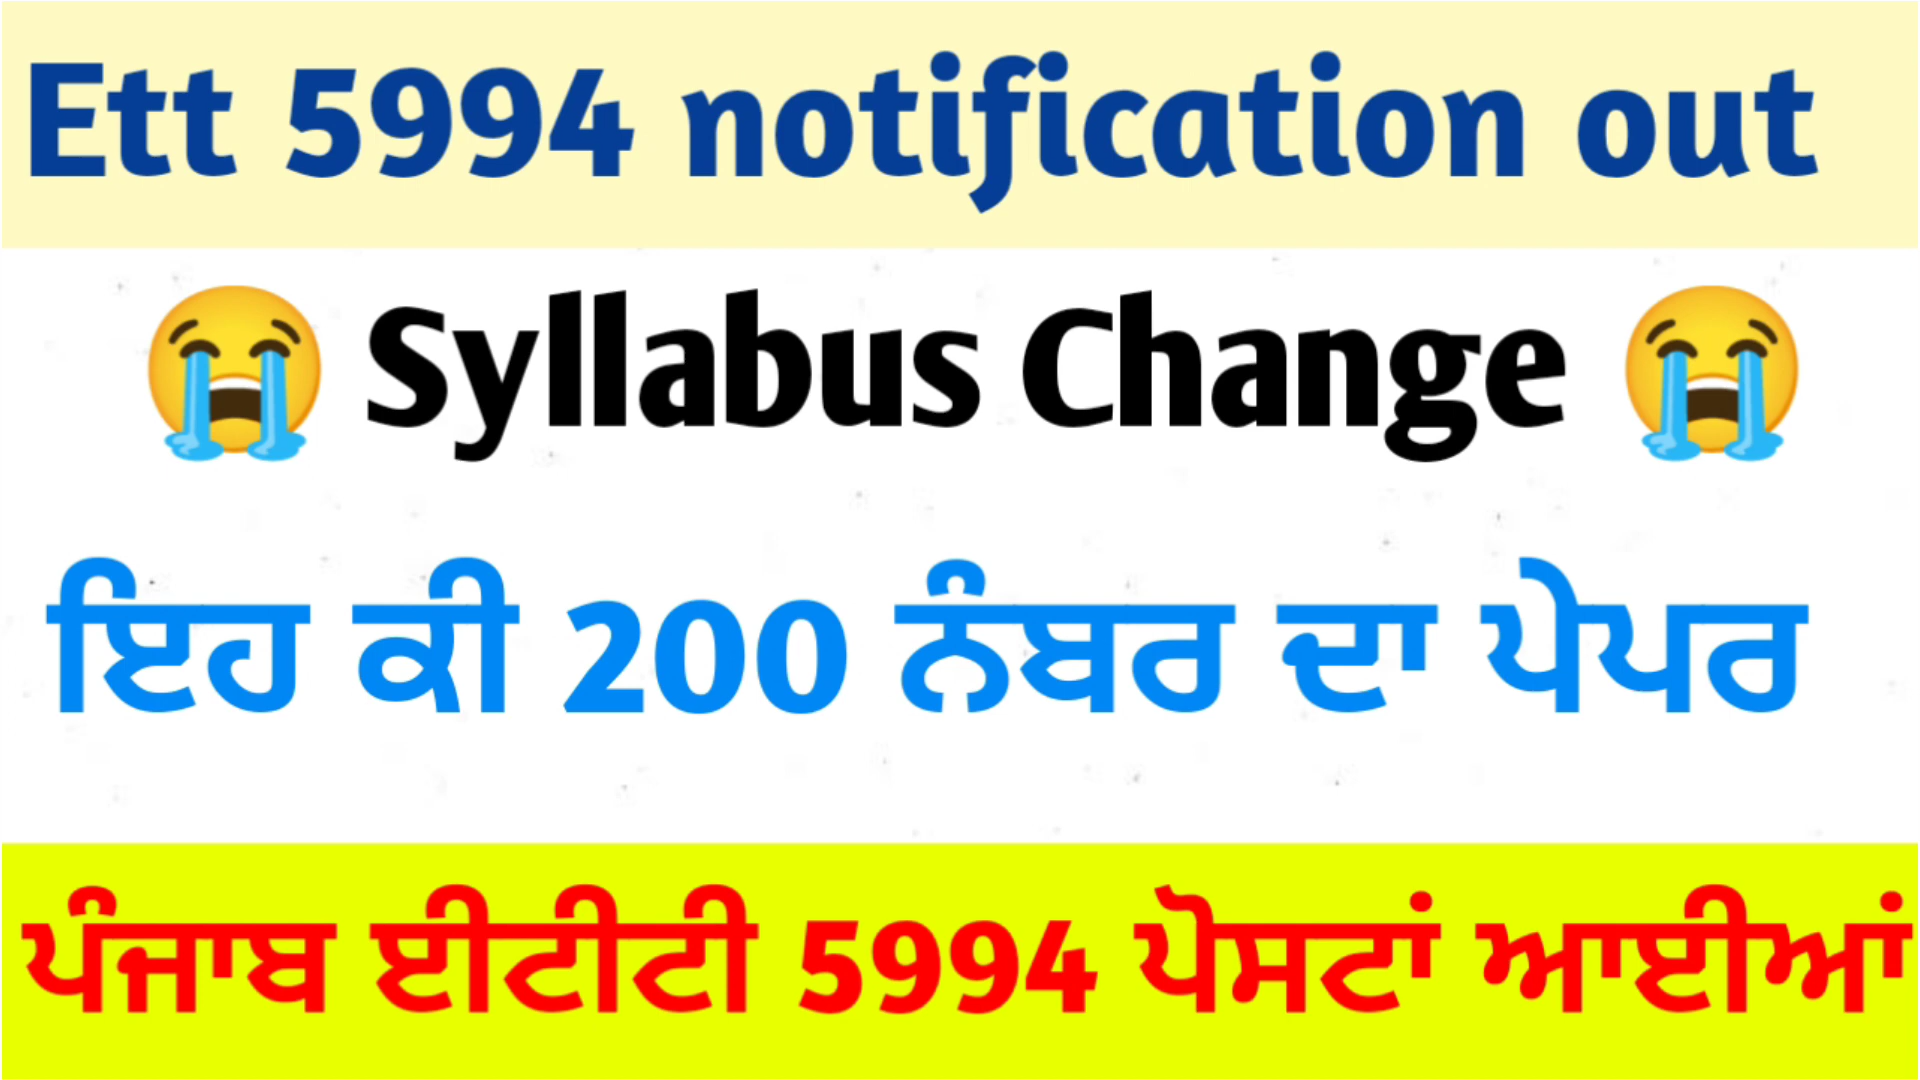 Ett 5994 notification out
😭 Syllabus Change 😭
ਇਹ ਕੀ 200 ਨੰਬਰ ਦਾ ਪੇਪਰ
ਪੰਜਾਬ ਈਟੀਟੀ 5994 ਪੋਸਟਾਂ ਆਈਆਂ